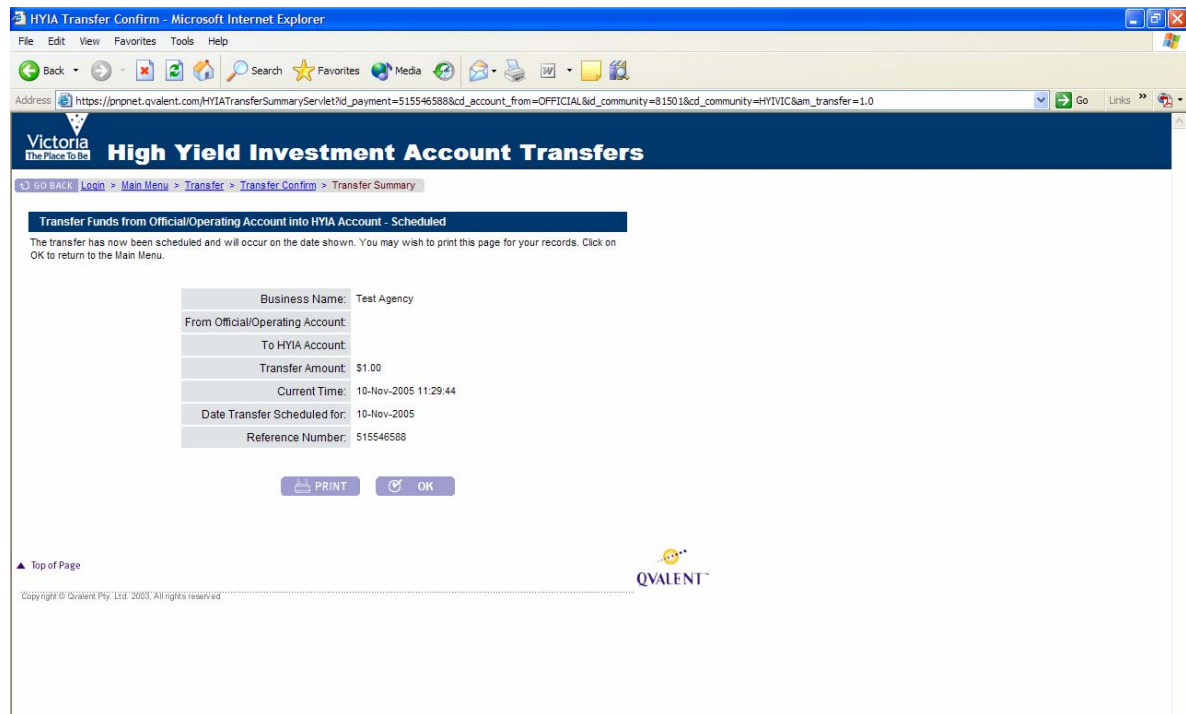 HYIA Transfer Confirm - Microsoft Internet Explorer
File Edit View Favorites Tools Help
Back Search Favorites Media
Address https://pnpnet.qvalent.com/HYIATransferSummaryServlet?id_payment=515546588&cd_account_from=OFFICIAL&id_community=81501&cd_community=HYIVIC&am_transfer=1.0 Go Links »
Victoria
The Place To Be
High Yield Investment Account Transfers
GO BACK Login > Main Menu > Transfer > Transfer Confirm > Transfer Summary
Transfer Funds from Official/Operating Account into HYIA Account - Scheduled
The transfer has now been scheduled and will occur on the date shown. You may wish to print this page for your records. Click on
OK to return to the Main Menu.
Business Name: Test Agency
From Official/Operating Account:
To HYIA Account:
Transfer Amount: $1.00
Current Time: 10-Nov-2005 11:29:44
Date Transfer Scheduled for: 10-Nov-2005
Reference Number: 515546588
PRINT OK
Top of Page
QVALENT™
Copyright © Qvalent Pty. Ltd. 2003, All rights reserved